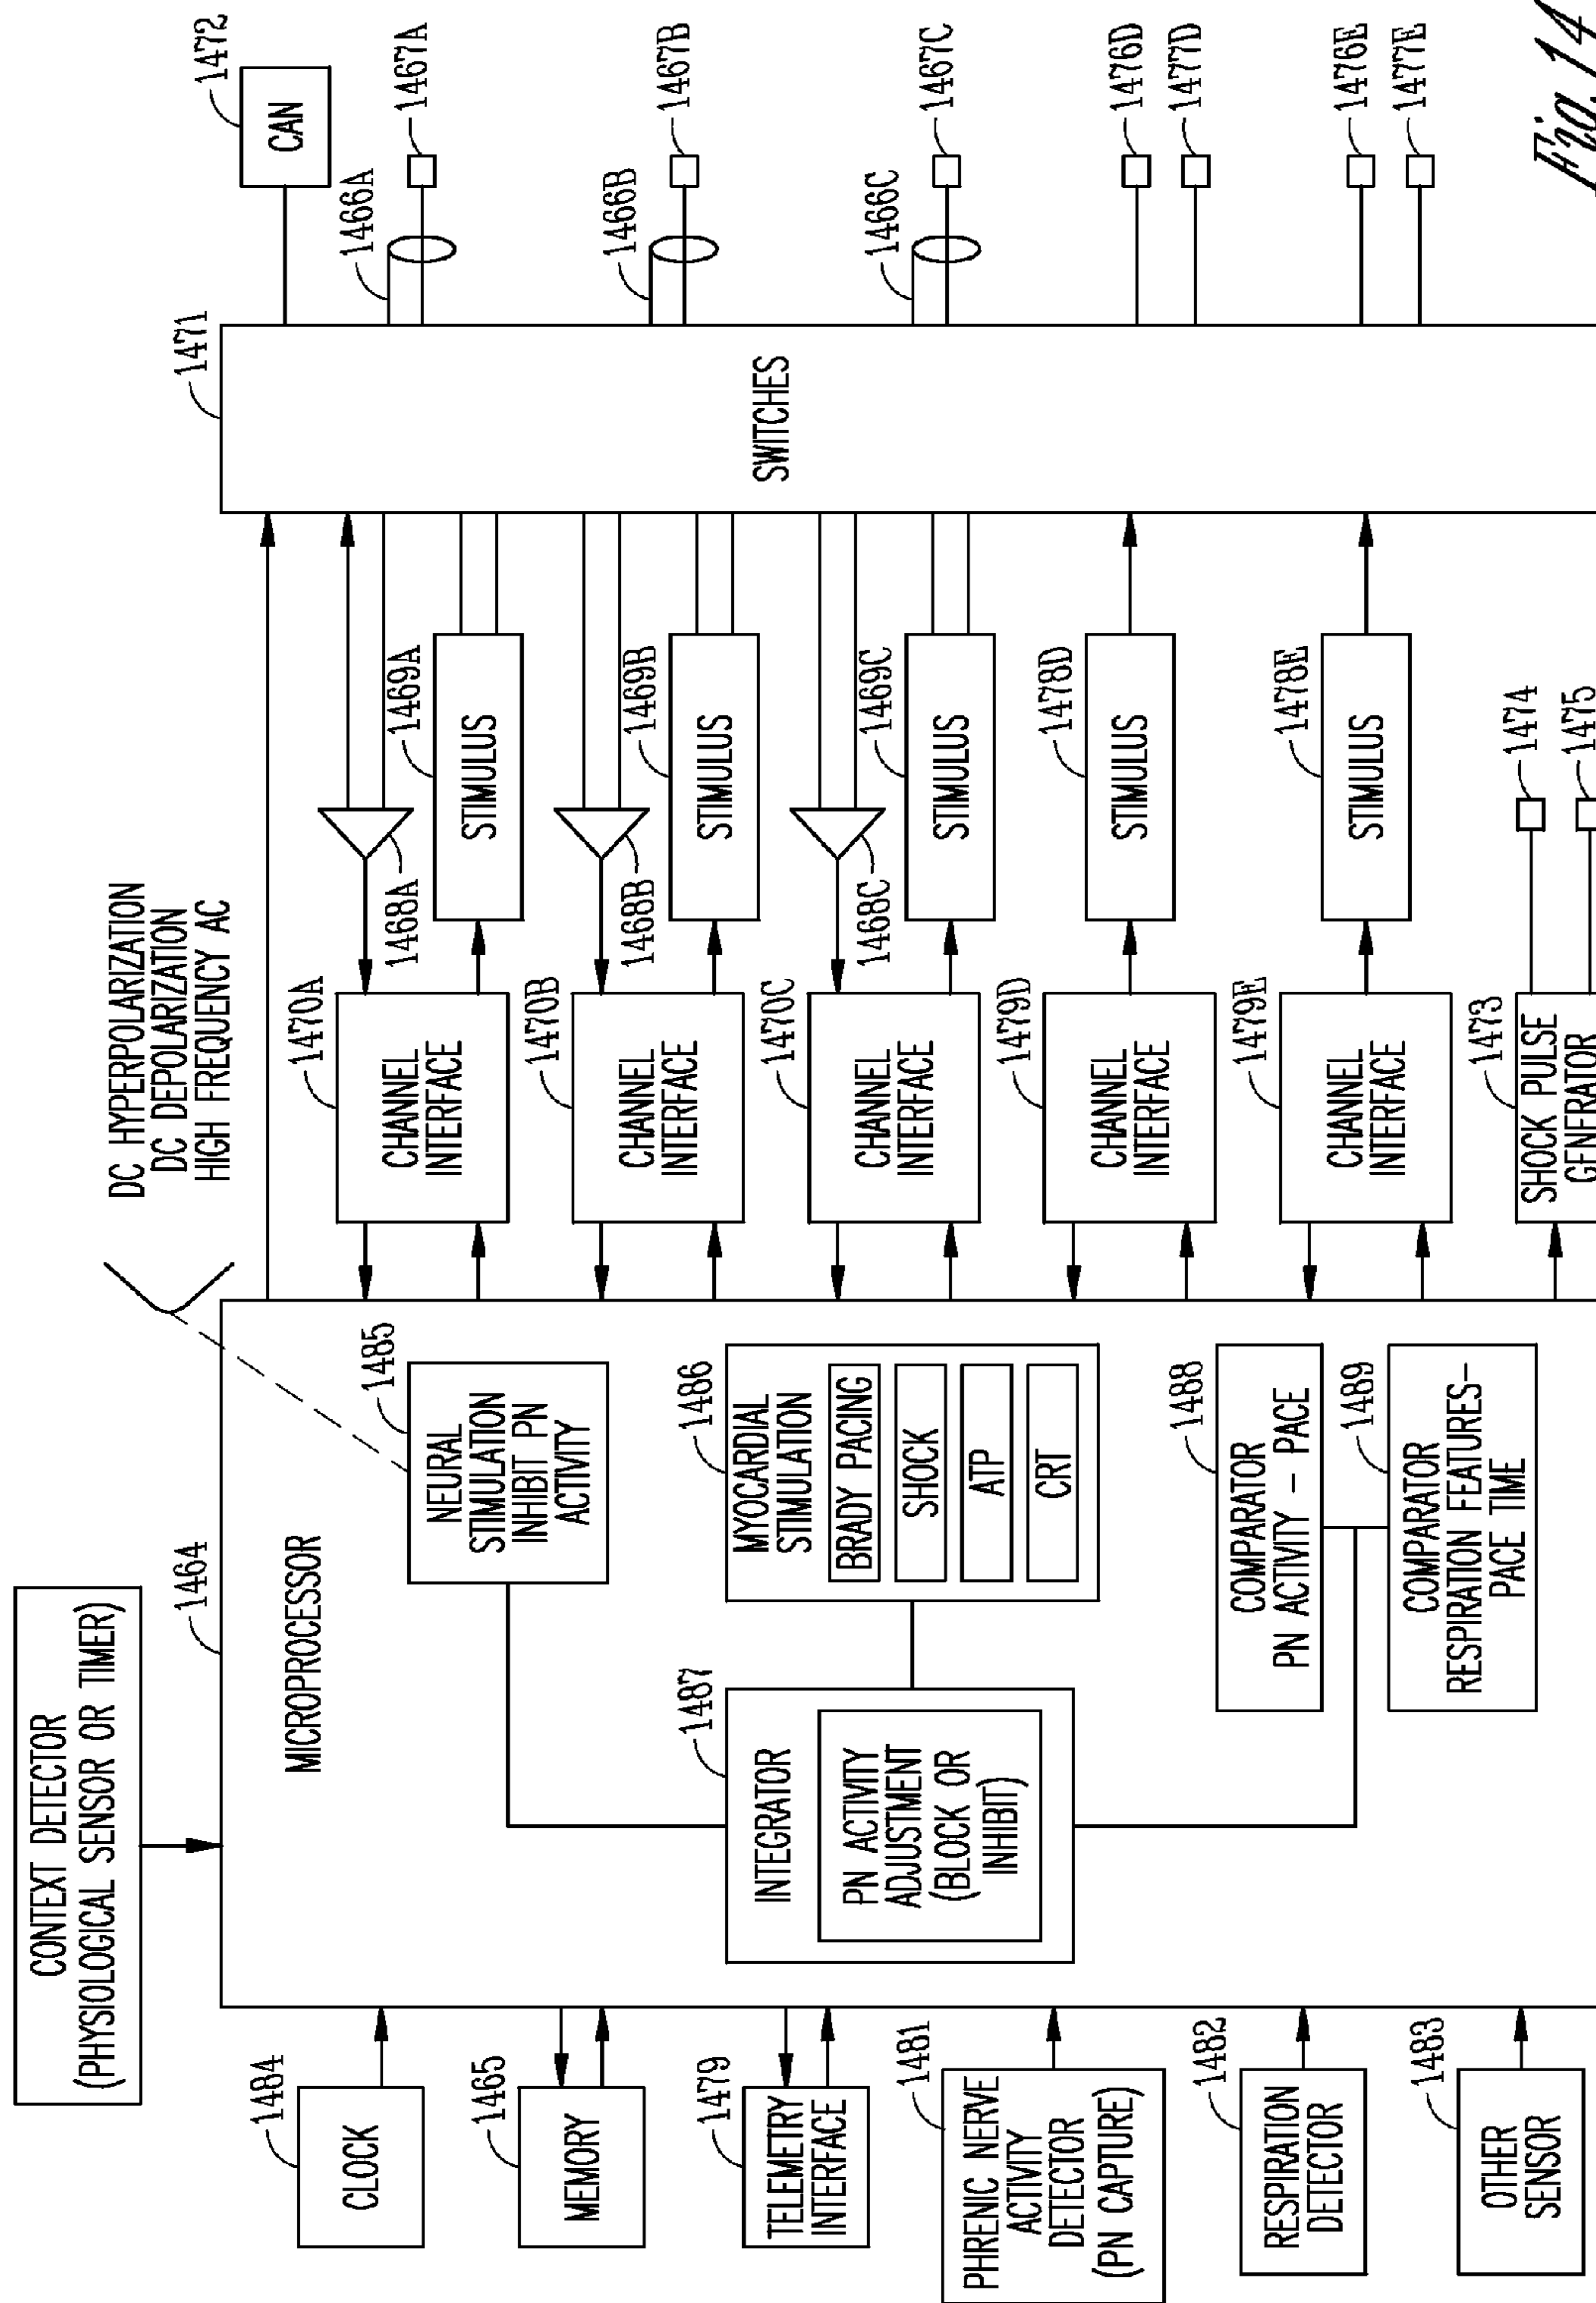 CONTEXT DETECTOR
(PHYSIOLOGICAL SENSOR OR TIMER)
1484
CLOCK
1465
MEMORY
1479
TELEMETRY
INTERFACE
1481
PHRENIC NERVE
ACTIVITY
DETECTOR
(PN CAPTURE)
1482
RESPIRATION
DETECTOR
1483
OTHER
SENSOR
1464
MICROPROCESSOR
1485
NEURAL
STIMULATION
INHIBIT PN
ACTIVITY
1486
MYOCARDIAL
STIMULATION
BRADY PACING
SHOCK
ATP
CRT
1487
INTEGRATOR
PN ACTIVITY
ADJUSTMENT
(BLOCK OR
INHIBIT)
1488
COMPARATOR
PN ACTIVITY – PACE
1489
COMPARATOR
RESPIRATION FEATURES–
PACE TIME
DC HYPERPOLARIZATION
DC DEPOLARIZATION
HIGH FREQUENCY AC
1470A
CHANNEL
INTERFACE
1468A
1469A
STIMULUS
1470B
CHANNEL
INTERFACE
1468B
1469B
STIMULUS
1470C
CHANNEL
INTERFACE
1468C
1469C
STIMULUS
1479D
CHANNEL
INTERFACE
1478D
STIMULUS
1479E
CHANNEL
INTERFACE
1478E
STIMULUS
1473
SHOCK PULSE
GENERATOR
1474
1475
1471
SWITCHES
1472
CAN
1466A
1467A
1466B
1467B
1466C
1467C
1476D
1477D
1476E
1477E
Fig.14